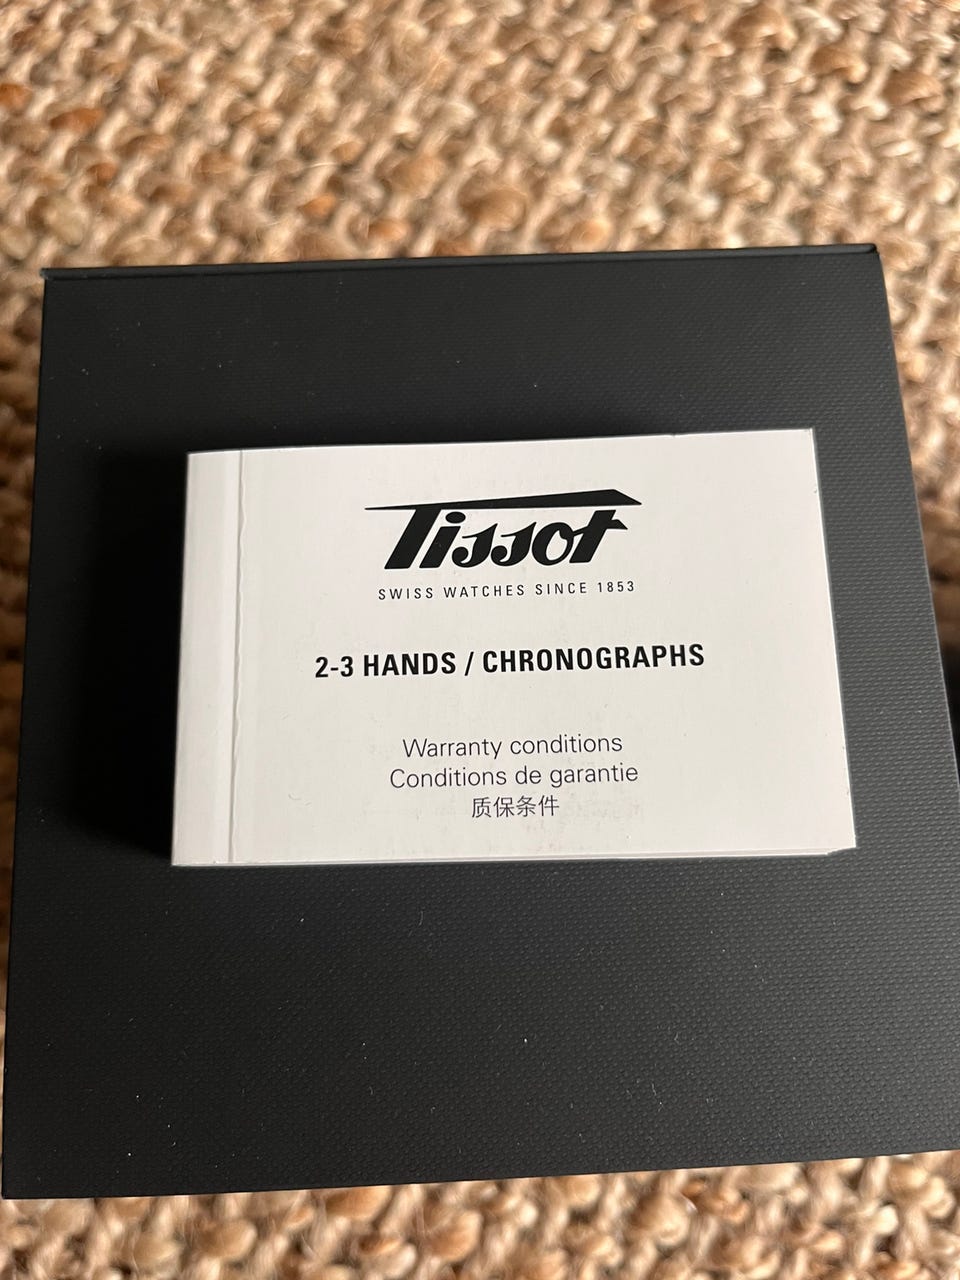 Tissot
SWISS WATCHES SINCE 1853
2-3 HANDS / CHRONOGRAPHS
Warranty conditions
Conditions de garantie
质保条件